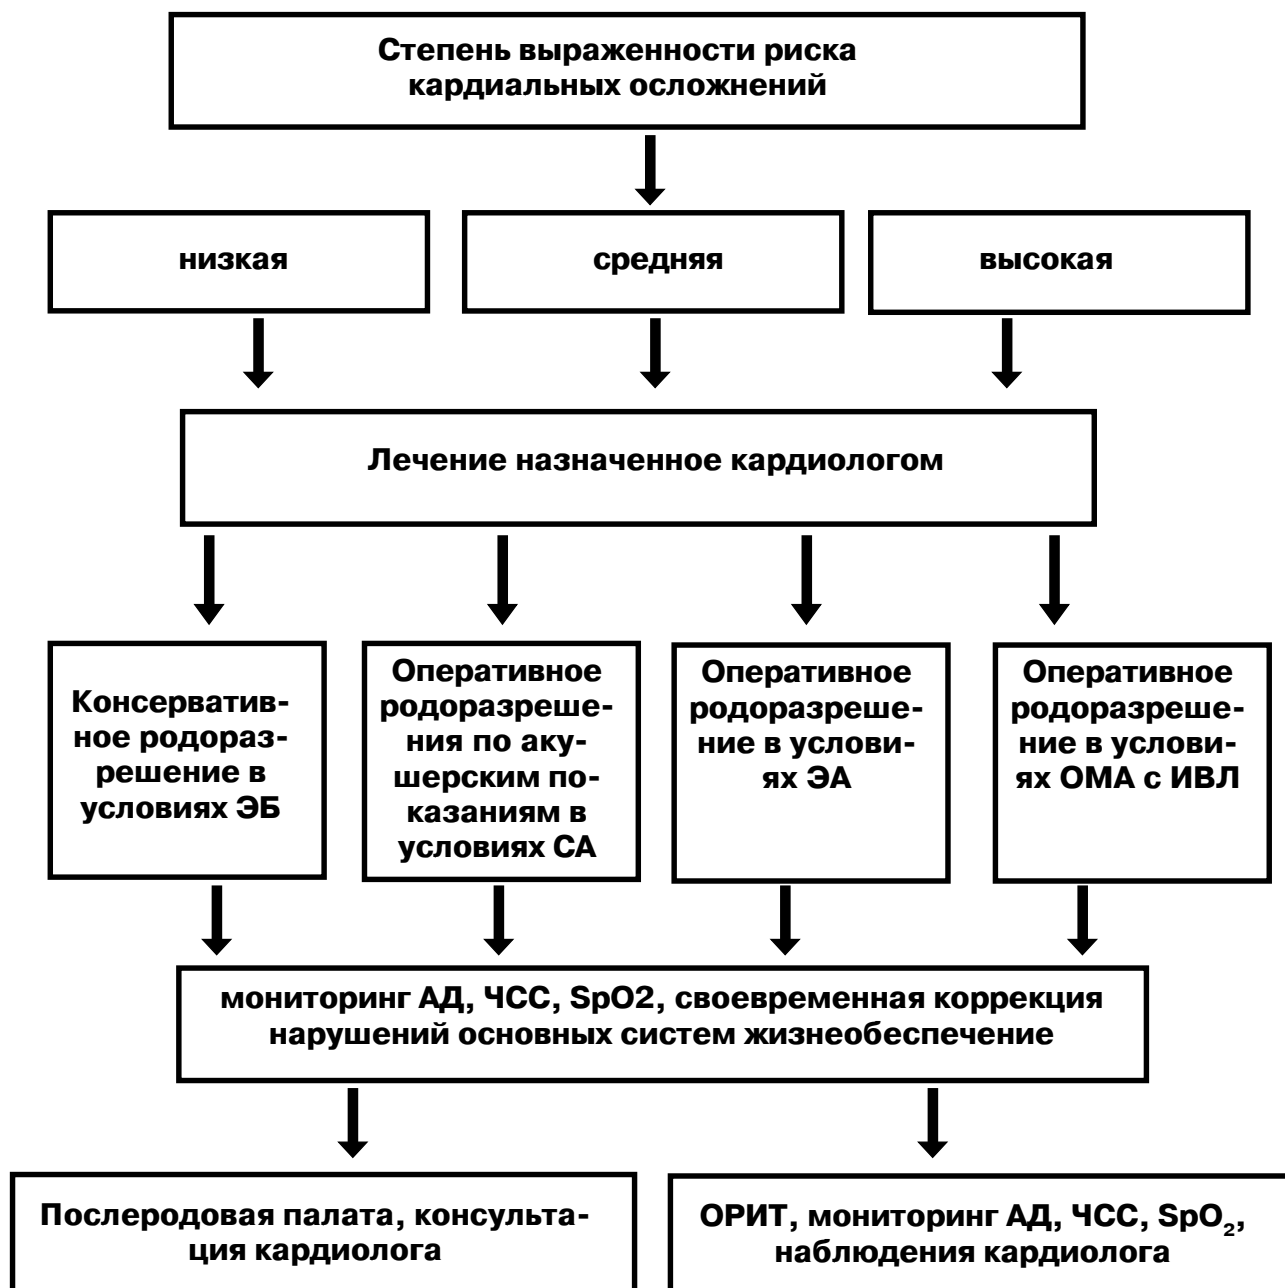 Степень выраженности риска
кардиальных осложнений
низкая
средняя
высокая
Лечение назначенное кардиологом
Консерватив-
ное родораз-
решение в
условиях ЭБ
Оперативное
родоразреше-
ния по аку-
шерским по-
казаниям в
условиях СА
Оперативное
родоразреше-
ние в услови-
ях ЭА
Оперативное
родоразреше-
ние в услови-
ях ОМА с ИВЛ
мониторинг АД, ЧСС, SpO2, своевременная коррекция
нарушений основных систем жизнеобеспечение
Послеродовая палата, консульта-
ция кардиолога
ОРИТ, мониторинг АД, ЧСС, SpO₂,
наблюдения кардиолога